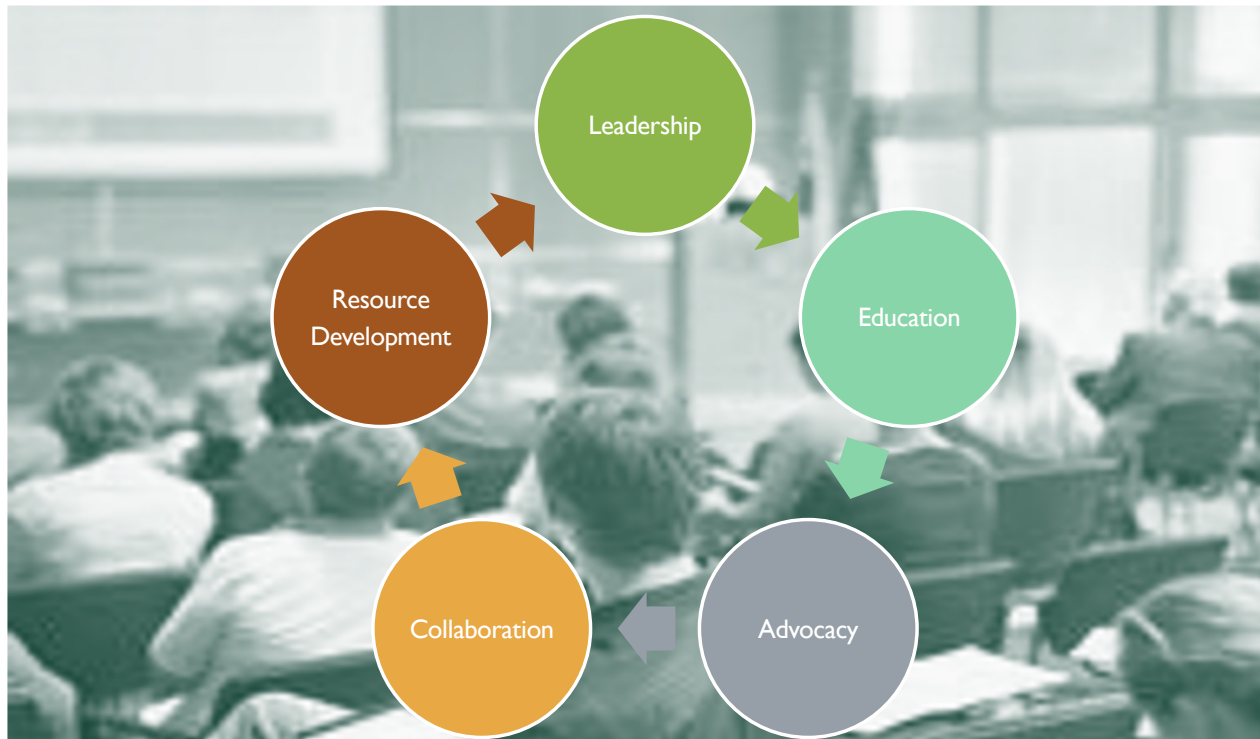 Leadership
Education
Advocacy
Collaboration
Resource
Development